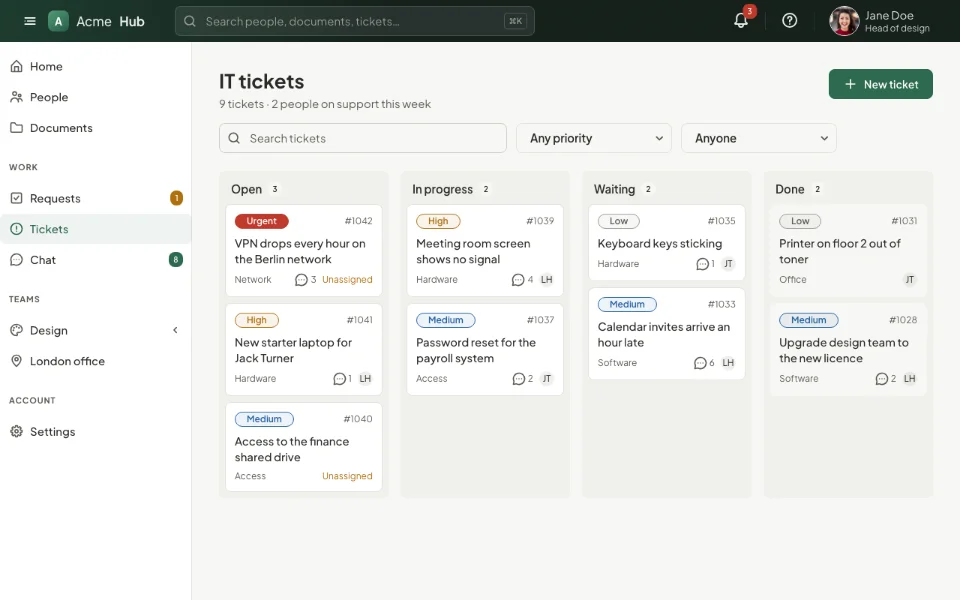 A Acme Hub
Search people, documents, tickets...
⌘K
3
Jane Doe
Head of design
Home
People
Documents
WORK
Requests 1
Tickets
Chat 8
TEAMS
Design
London office
ACCOUNT
Settings
IT tickets
9 tickets · 2 people on support this week
New ticket
Search tickets
Any priority
Anyone
Open 3
Urgent #1042
VPN drops every hour on
the Berlin network
Network 3 Unassigned
High #1041
New starter laptop for
Jack Turner
Hardware 1 LH
Medium #1040
Access to the finance
shared drive
Access Unassigned
In progress 2
High #1039
Meeting room screen
shows no signal
Hardware 4 LH
Medium #1037
Password reset for the
payroll system
Access 2 JT
Waiting 2
Low #1035
Keyboard keys sticking
Hardware 1 JT
Medium #1033
Calendar invites arrive an
hour late
Software 6 LH
Done 2
Low #1031
Printer on floor 2 out of
toner
Office JT
Medium #1028
Upgrade design team to
the new licence
Software 2 LH